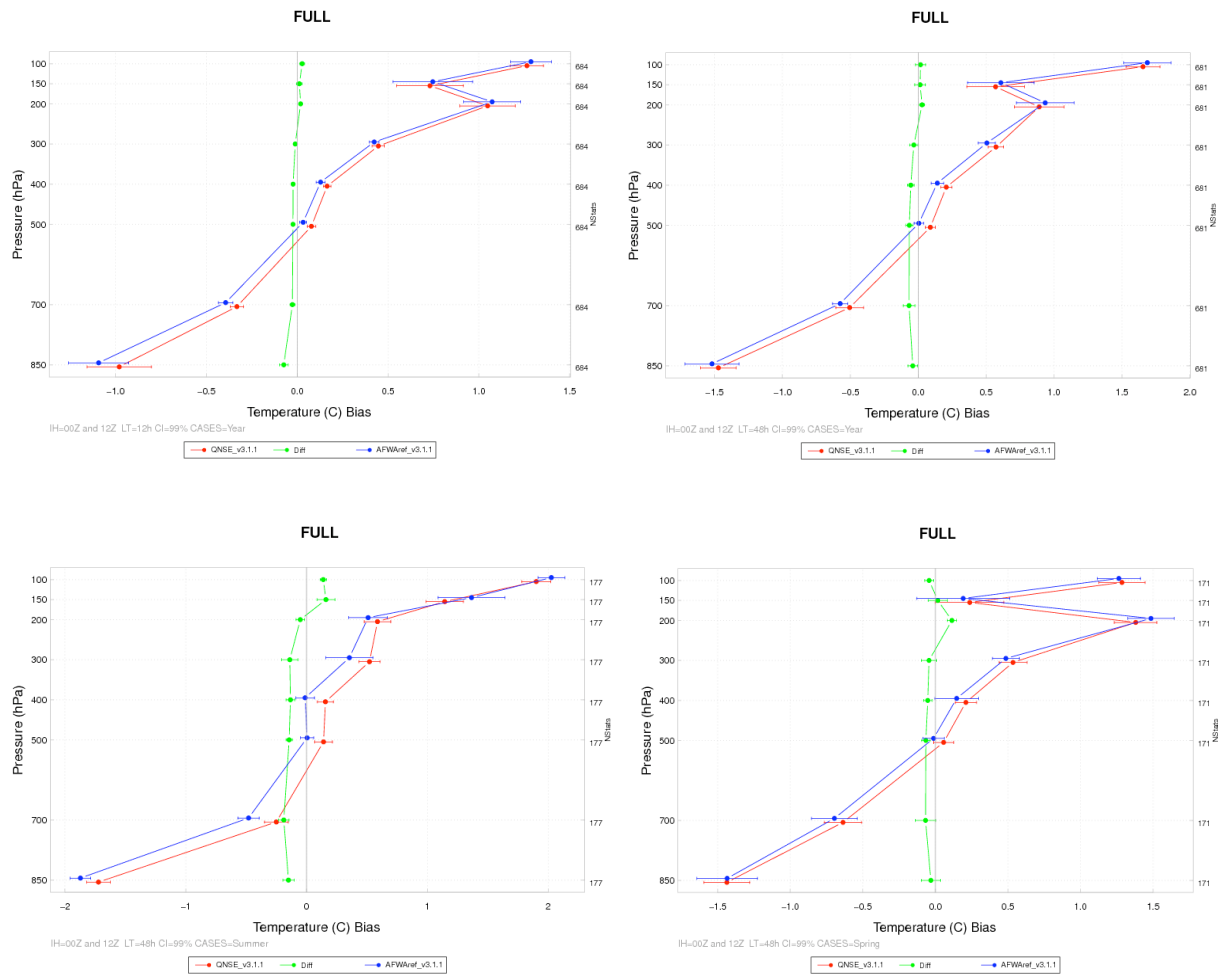 FULL
100
150
200
300
400
500
700
850
Pressure (hPa)
684
684
684
684
684
684
684
684
NStats
−1.0 −0.5 0.0 0.5 1.0 1.5
Temperature (C) Bias
IH=00Z and 12Z LT=12h CI=99% CASES=Year
QNSE_v3.1.1 Diff AFWAref_v3.1.1
FULL
100
150
200
300
400
500
700
850
Pressure (hPa)
681
681
681
681
681
681
681
681
NStats
−1.5 −1.0 −0.5 0.0 0.5 1.0 1.5 2.0
Temperature (C) Bias
IH=00Z and 12Z LT=48h CI=99% CASES=Year
QNSE_v3.1.1 Diff AFWAref_v3.1.1
FULL
100
150
200
300
400
500
700
850
Pressure (hPa)
177
177
177
177
177
177
177
177
NStats
−2 −1 0 1 2
Temperature (C) Bias
IH=00Z and 12Z LT=48h CI=99% CASES=Summer
QNSE_v3.1.1 Diff AFWAref_v3.1.1
FULL
100
150
200
300
400
500
700
850
Pressure (hPa)
171
171
171
171
171
171
171
171
NStats
−1.5 −1.0 −0.5 0.0 0.5 1.0 1.5
Temperature (C) Bias
IH=00Z and 12Z LT=48h CI=99% CASES=Spring
QNSE_v3.1.1 Diff AFWAref_v3.1.1